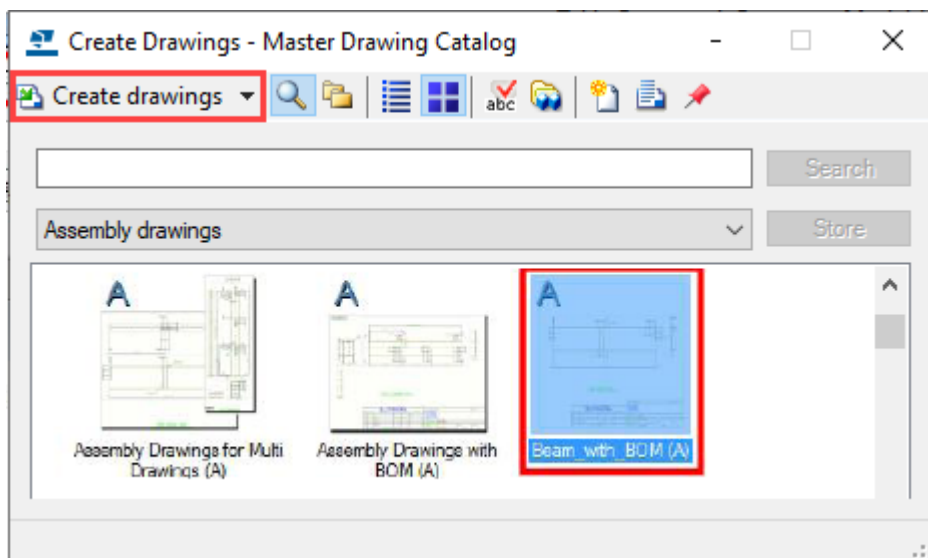 Create Drawings - Master Drawing Catalog
Create drawings
abc
Search
Assembly drawings
Store
A
A
A
Assembly Drawings for Multi
Drawings (A)
Assembly Drawings with
BOM (A)
Beam_with_BOM (A)